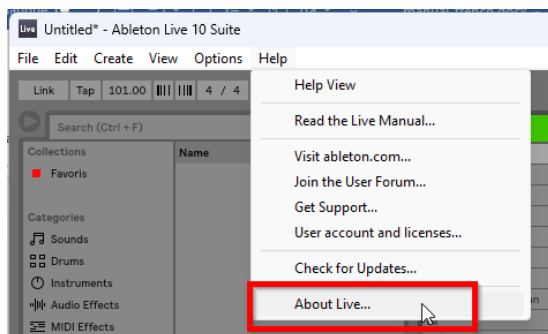 Live Untitled* - Ableton Live 10 Suite
File Edit Create View Options Help
Link Tap 101.00 4 / 4
Help View
Read the Live Manual...
Search (Ctrl + F)
Collections Name
Visit ableton.com...
Favoris
Join the User Forum...
Get Support...
Categories
User account and licenses...
Sounds
Drums
Check for Updates...
Instruments
Audio Effects
About Live...
MIDI Effects